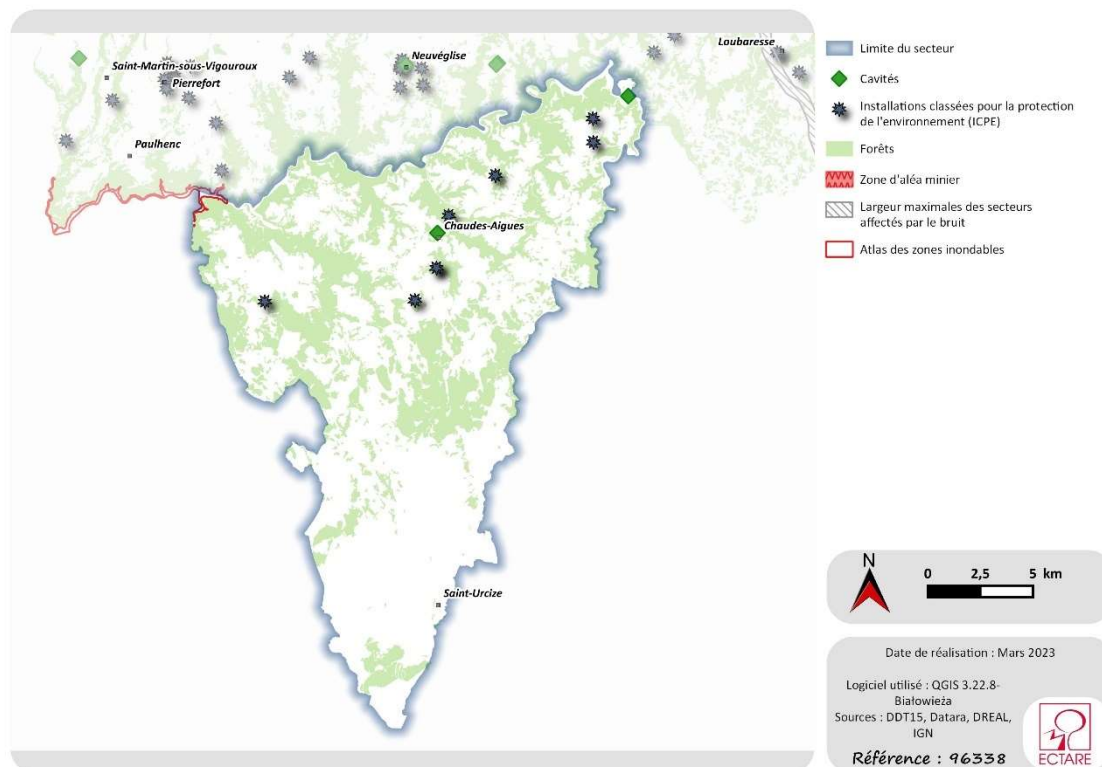 Loubaresse
Neuvéglise
Saint-Martin-sous-Vigouroux
Pierrefort
Paulhenc
Chaudes-Aigues
Saint-Urcize
Limite du secteur
Cavités
Installations classées pour la protection
de l'environnement (ICPE)
Forêts
Zone d'aléa minier
Largeur maximales des secteurs
affectés par le bruit
Atlas des zones inondables
N
0 2,5 5 km
Date de réalisation : Mars 2023
Logiciel utilisé : QGIS 3.22.8-
Białowieża
Sources : DDT15, Datara, DREAL,
IGN
Référence : 96338
ECTARE